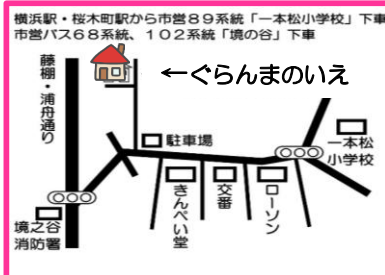 横浜駅・桜木町駅から市営89系統「一本松小学校」下車
市営バス68系統、102系統「境の谷」下車
藤棚・浦舟通り
←ぐらんまのいえ
駐車場
一本松
小学校
きんぺい堂
交番
ローソン
境之谷
消防署